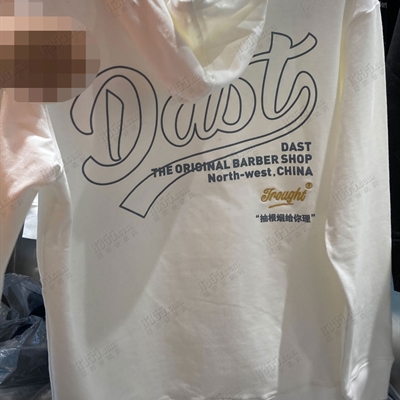 Dast
DAST
THE ORIGINAL BARBER SHOP
North-west, CHINA
Trought
"抽根烟给你理"